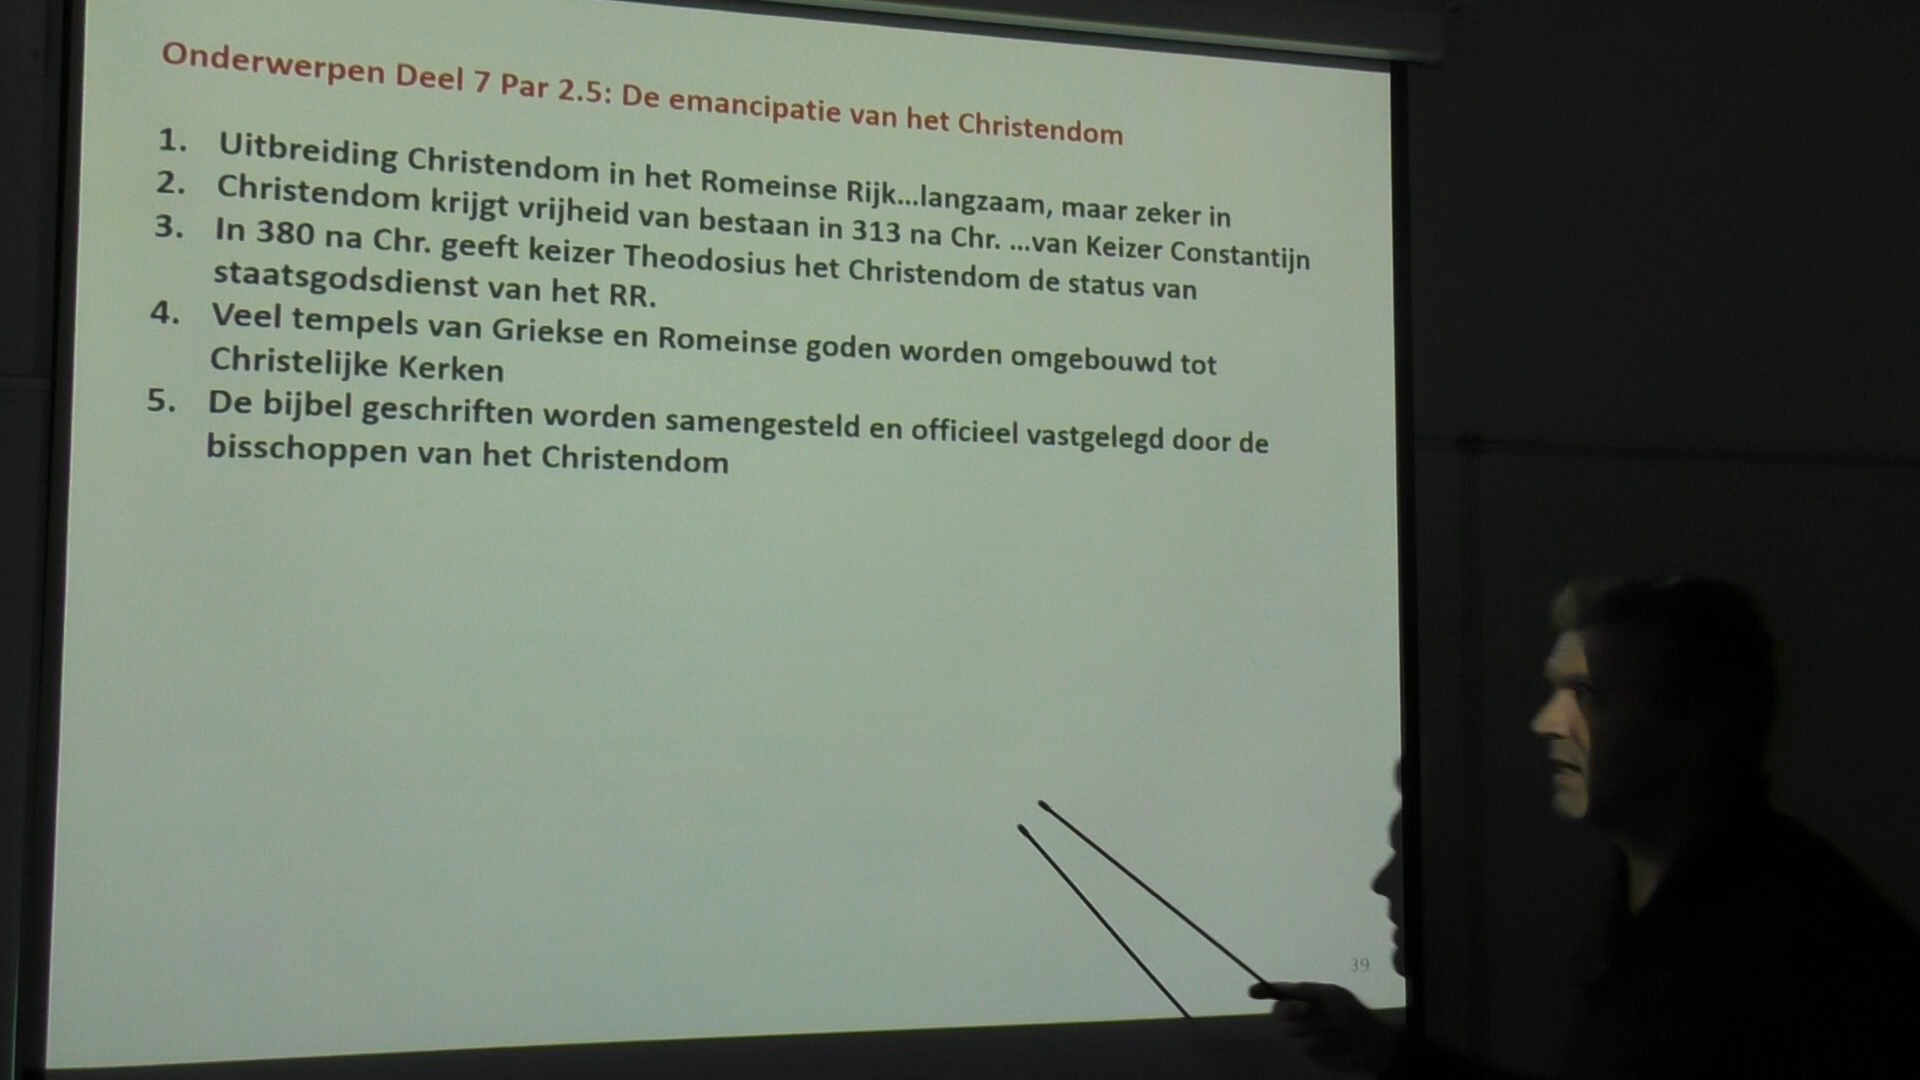 Onderwerpen Deel 7 Par 2.5: De emancipatie van het Christendom
1. Uitbreiding Christendom in het Romeinse Rijk...langzaam, maar zeker in
2. Christendom krijgt vrijheid van bestaan in 313 na Chr. ...van Keizer Constantijn
3. In 380 na Chr. geeft keizer Theodosius het Christendom de status van
staatsgodsdienst van het RR.
4. Veel tempels van Griekse en Romeinse goden worden omgebouwd tot
Christelijke Kerken
5. De bijbel geschriften worden samengesteld en officieel vastgelegd door de
bisschoppen van het Christendom
39